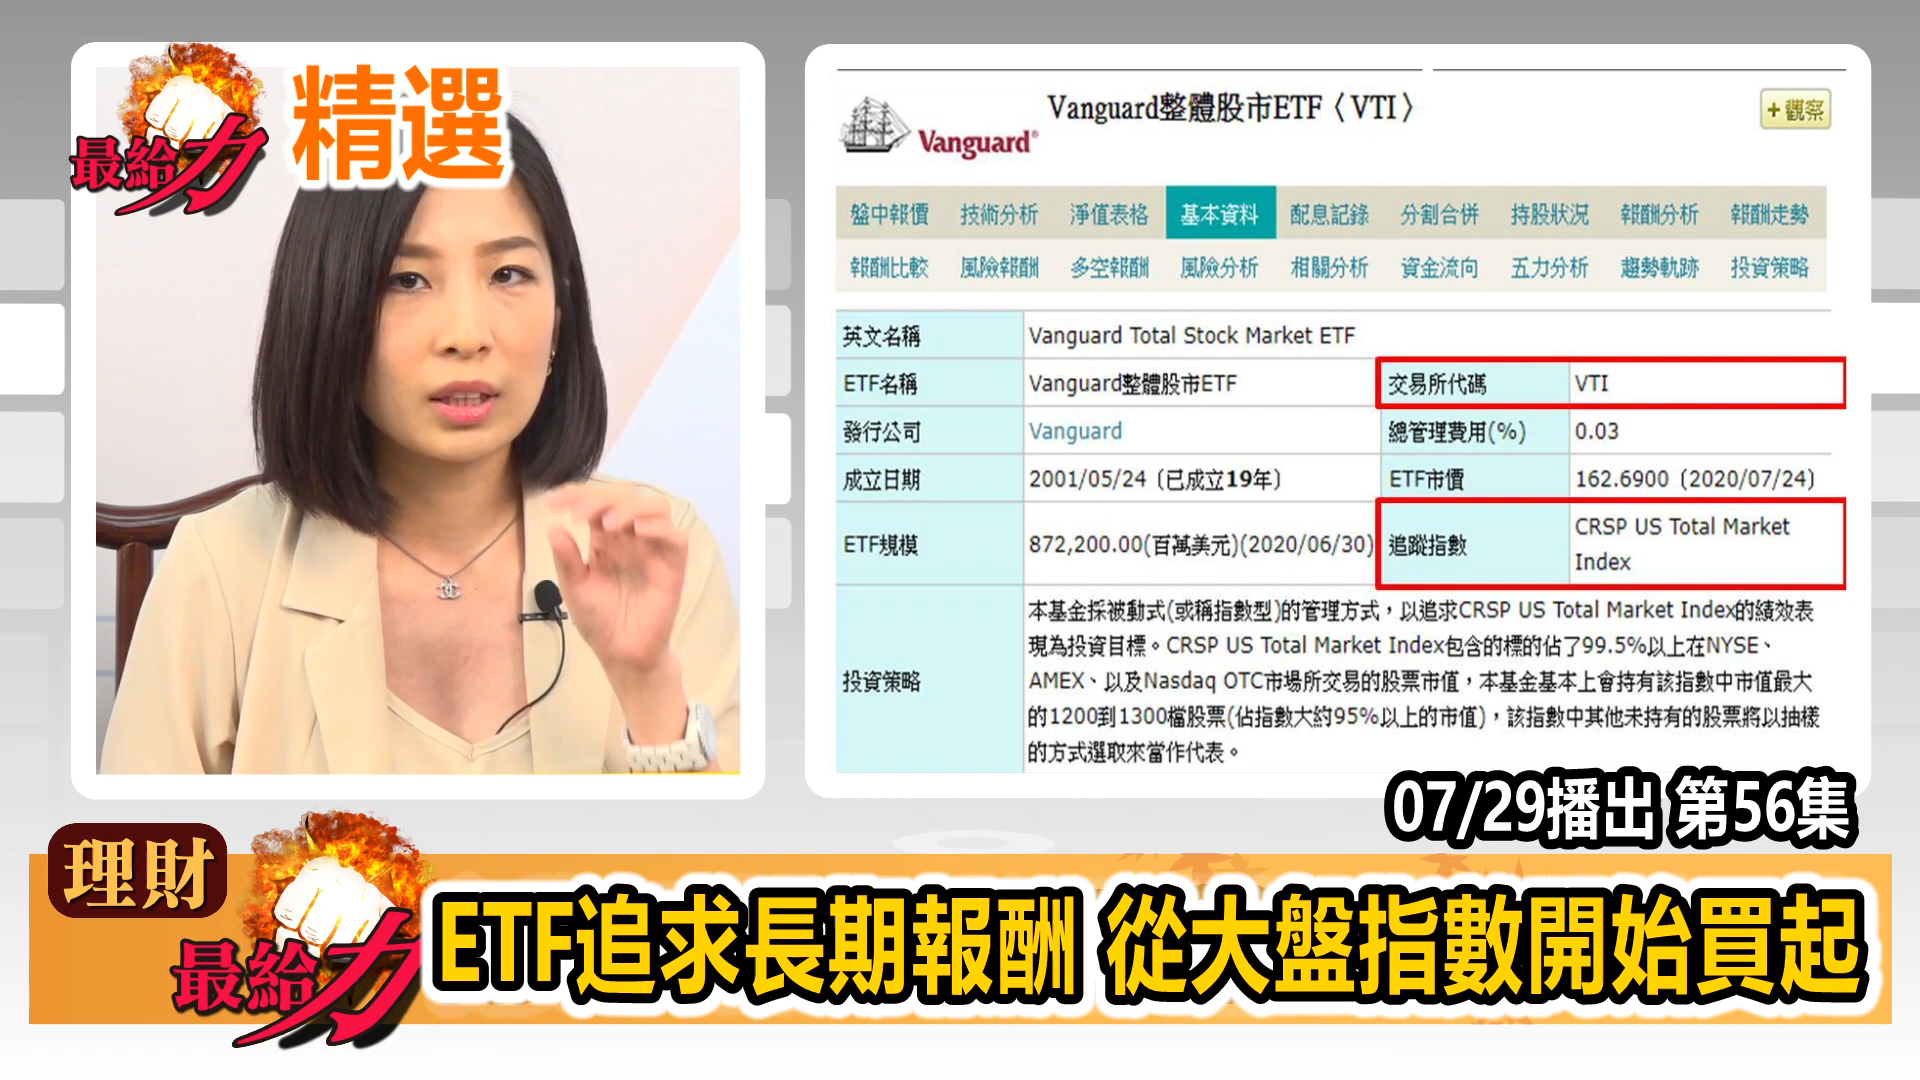 最給力
精選
Vanguard®
Vanguard整體股市ETF〈VTI〉
+觀察
盤中報價 技術分析 淨值表格 基本資料 配息記錄 分割合併 持股狀況 報酬分析 報酬走勢
報酬比較 風險報酬 多空報酬 風險分析 相關分析 資金流向 五力分析 趨勢軌跡 投資策略
英文名稱 Vanguard Total Stock Market ETF
ETF名稱 Vanguard整體股市ETF 交易所代碼 VTI
發行公司 Vanguard 總管理費用(%) 0.03
成立日期 2001/05/24〔已成立19年〕 ETF市價 162.6900〔2020/07/24〕
ETF規模 872,200.00(百萬美元)(2020/06/30) 追蹤指數 CRSP US Total Market
Index
投資策略
本基金採被動式(或稱指數型)的管理方式，以追求CRSP US Total Market Index的績效表
現為投資目標。CRSP US Total Market Index包含的標的佔了99.5%以上在NYSE、
AMEX、以及Nasdaq OTC市場所交易的股票市值，本基金基本上會持有該指數中市值最大
的1200到1300檔股票(佔指數大約95%以上的市值)，該指數中其他未持有的股票將以抽樣
的方式選取來當作代表。
07/29播出 第56集
理財
最給力
ETF追求長期報酬 從大盤指數開始買起